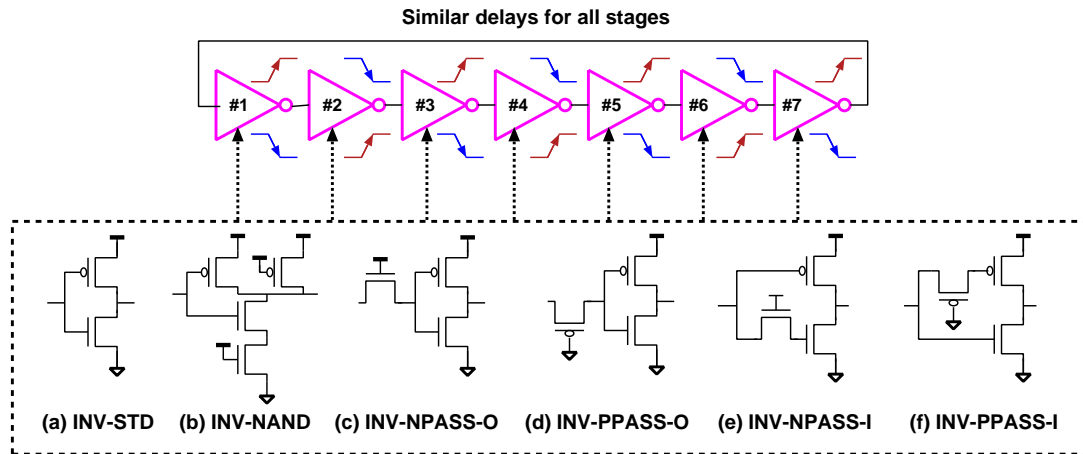 Similar delays for all stages
#1 #2 #3 #4 #5 #6 #7
(a) INV-STD (b) INV-NAND (c) INV-NPASS-O (d) INV-PPASS-O (e) INV-NPASS-I (f) INV-PPASS-I